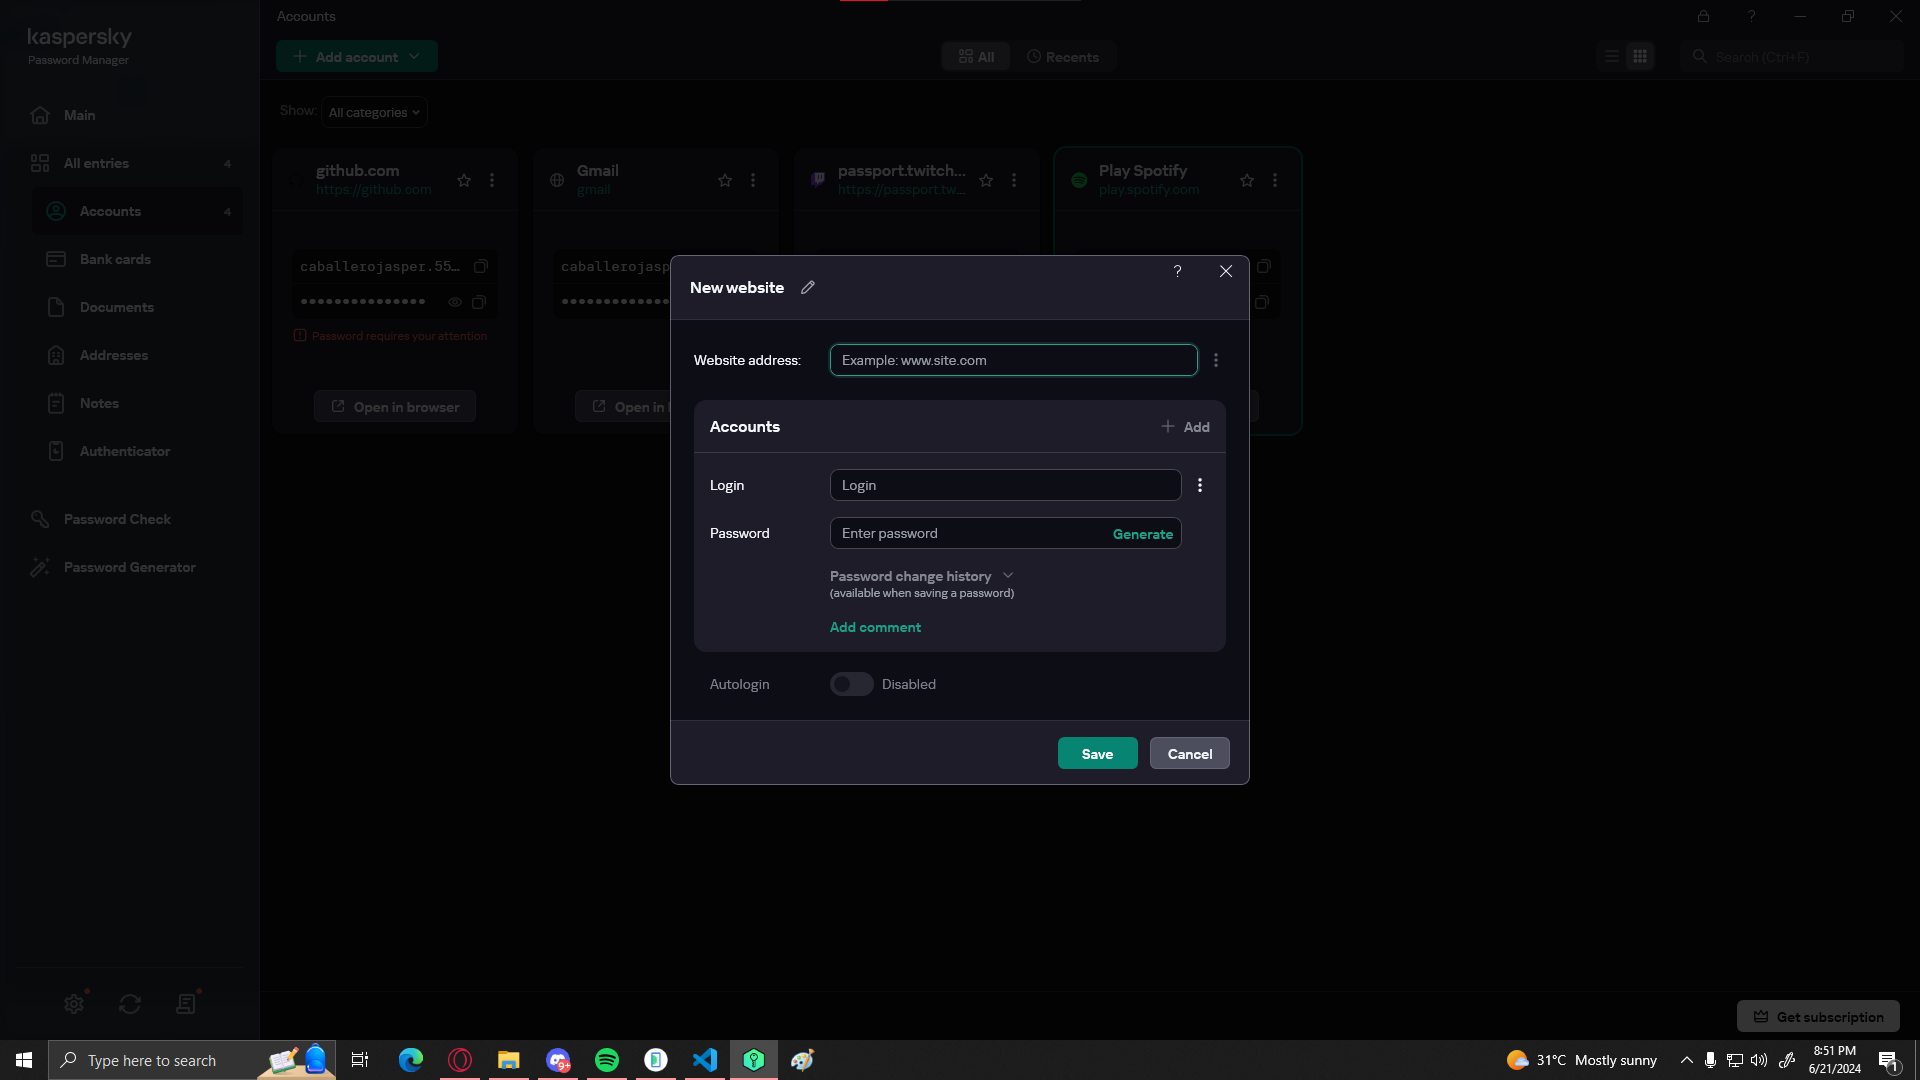 Accounts
kaspersky
Password Manager
Add account
All
Recents
Search (Ctrl+F)
Main
All entries
4
Accounts
4
Bank cards
Documents
Addresses
Notes
Authenticator
Password Check
Password Generator
Show:
All categories
github.com
https://github.com
caballerojasper.55...
•••••••••••••••
Password requires your attention
Open in browser
Gmail
gmail
caballerojasp
Open in
passport.twitch...
https://passport.tw...
Play Spotify
play.spotify.com
New website
?
Website address:
Example: www.site.com
Accounts
Add
Login
Login
Password
Enter password
Generate
Password change history
(available when saving a password)
Add comment
Autologin
Disabled
Save
Cancel
Get subscription
Type here to search
9+
31°C Mostly sunny
8:51 PM
6/21/2024
1